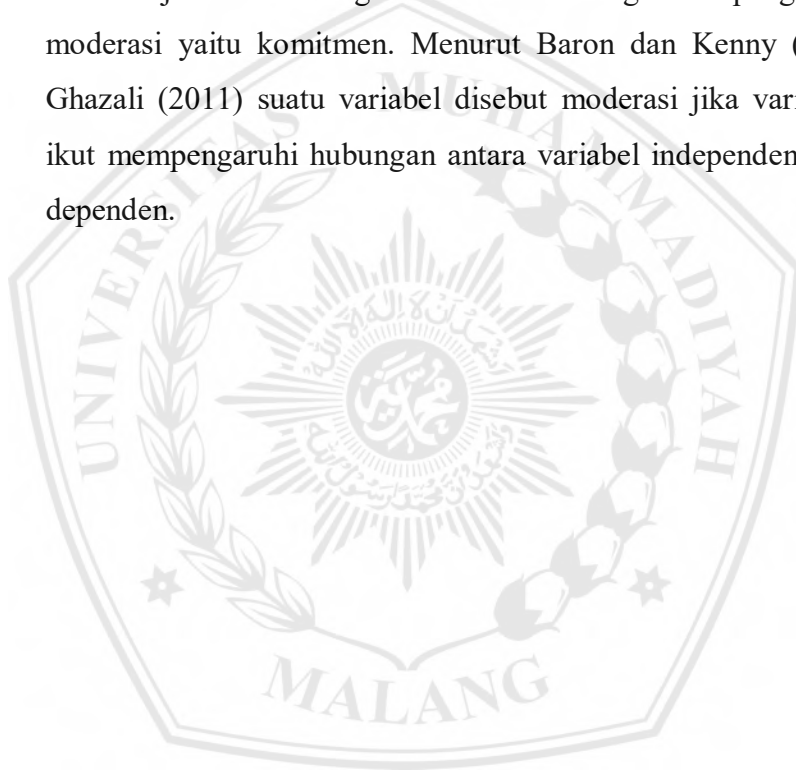 moderasi yaitu komitmen. Menurut Baron dan Kenny (
Ghazali (2011) suatu variabel disebut moderasi jika vari
ikut mempengaruhi hubungan antara variabel independen
dependen.
UNIVERSITAS MUHAMMADIYAH
MALANG